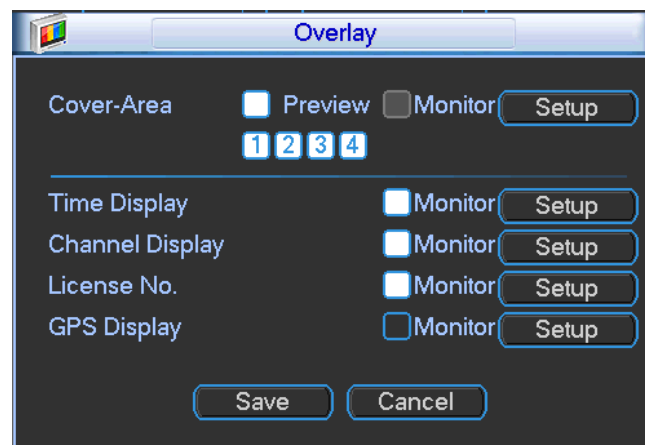 Overlay
Cover-Area Preview Monitor Setup
1 2 3 4
Time Display Monitor Setup
Channel Display Monitor Setup
License No. Monitor Setup
GPS Display Monitor Setup
Save Cancel